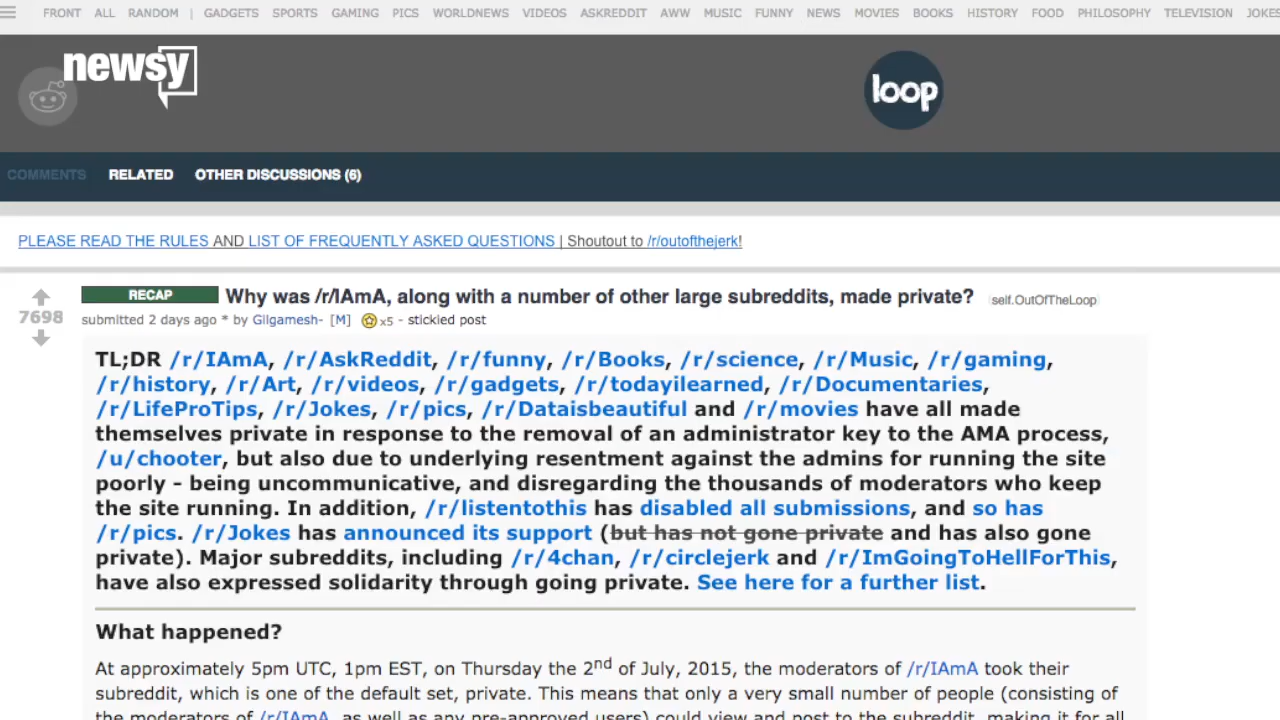 FRONT ALL RANDOM | GADGETS SPORTS GAMING PICS WORLDNEWS VIDEOS ASKREDDIT AWW MUSIC FUNNY NEWS MOVIES BOOKS HISTORY FOOD PHILOSOPHY TELEVISION JOKES
newsy
loop
COMMENTS RELATED OTHER DISCUSSIONS (6)
PLEASE READ THE RULES AND LIST OF FREQUENTLY ASKED QUESTIONS | Shoutout to /r/outofthejerk!
RECAP Why was /r/IAmA, along with a number of other large subreddits, made private? self.OutOfTheLoop
7698
submitted 2 days ago * by Gilgamesh- [M] x5 - stickied post
TL;DR /r/IAmA, /r/AskReddit, /r/funny, /r/Books, /r/science, /r/Music, /r/gaming,
/r/history, /r/Art, /r/videos, /r/gadgets, /r/todayilearned, /r/Documentaries,
/r/LifeProTips, /r/Jokes, /r/pics, /r/Dataisbeautiful and /r/movies have all made
themselves private in response to the removal of an administrator key to the AMA process,
/u/chooter, but also due to underlying resentment against the admins for running the site
poorly - being uncommunicative, and disregarding the thousands of moderators who keep
the site running. In addition, /r/listentothis has disabled all submissions, and so has
/r/pics. /r/Jokes has announced its support (but has not gone private and has also gone
private). Major subreddits, including /r/4chan, /r/circlejerk and /r/ImGoingToHellForThis,
have also expressed solidarity through going private. See here for a further list.
What happened?
At approximately 5pm UTC, 1pm EST, on Thursday the 2nd of July, 2015, the moderators of /r/IAmA took their
subreddit, which is one of the default set, private. This means that only a very small number of people (consisting of
the moderators of /r/IAmA, as well as any pre-approved users) could view and post to the subreddit, making it for all